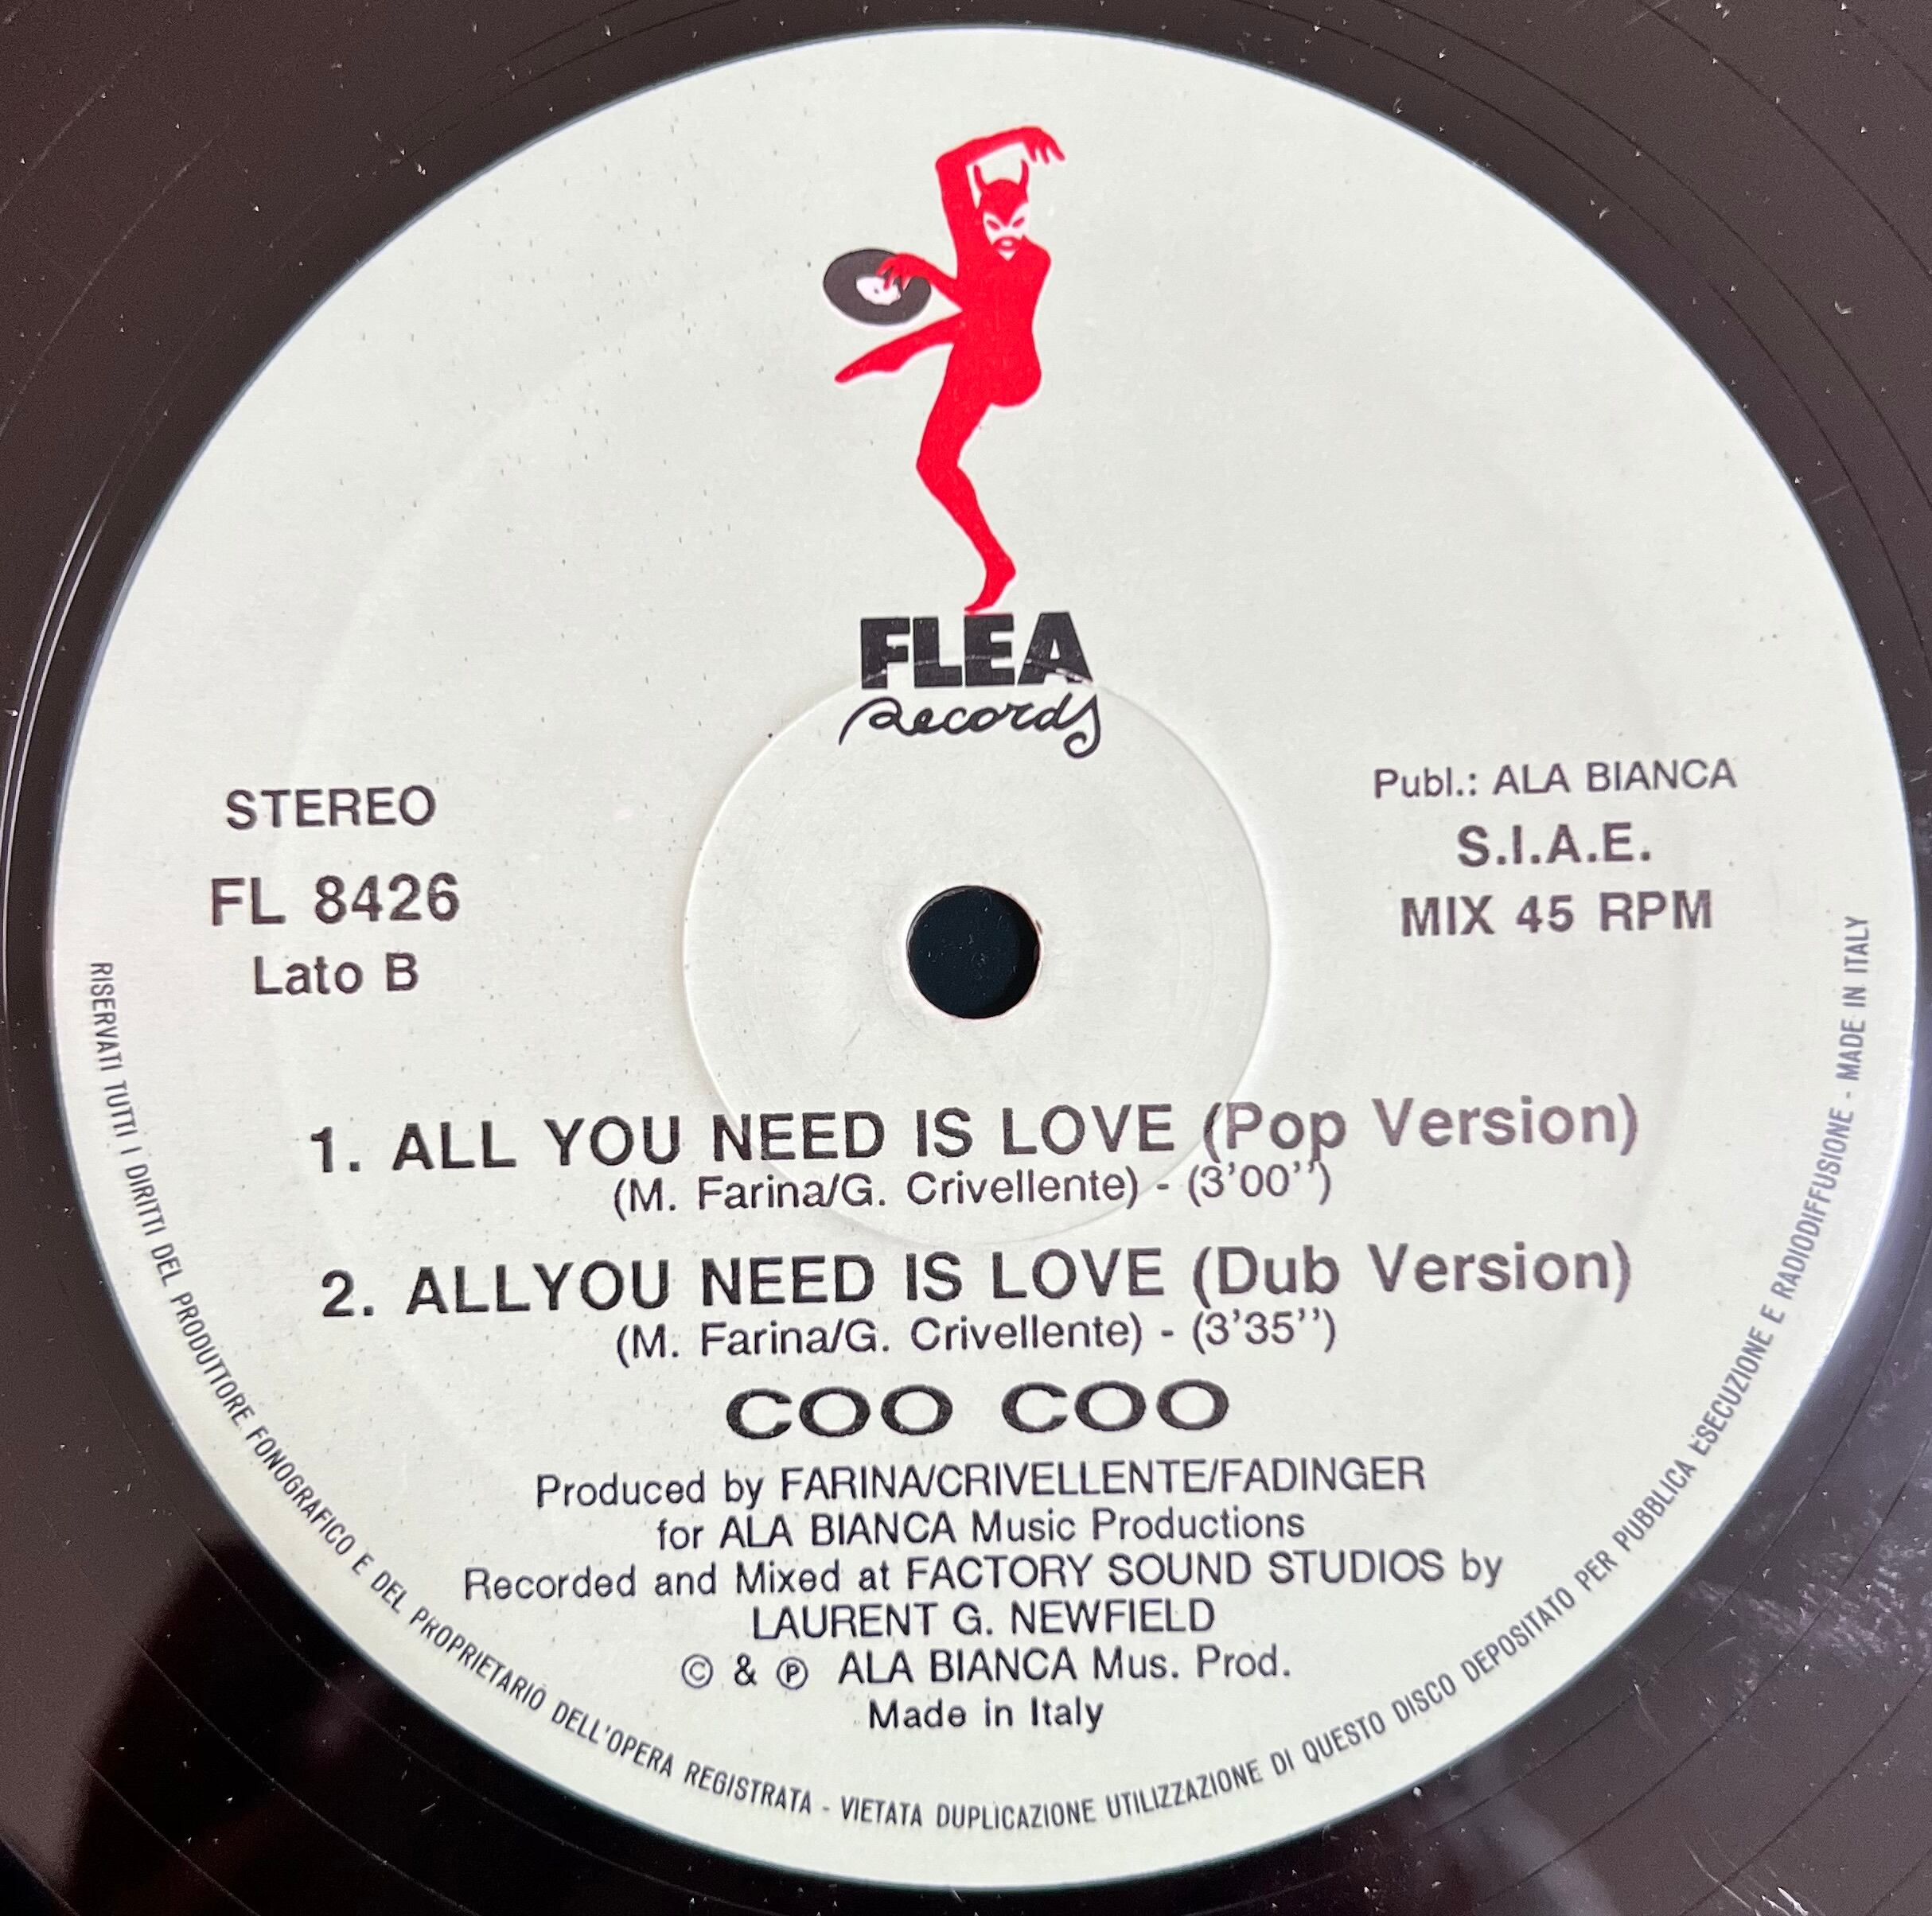 FLEA
Records
STEREO
FL 8426
Lato B
Publ.: ALA BIANCA
S.I.A.E.
MIX 45 RPM
1. ALL YOU NEED IS LOVE (Pop Version)
(M. Farina/G. Crivellente) - (3'00'')
2. ALLYOU NEED IS LOVE (Dub Version)
(M. Farina/G. Crivellente) - (3'35'')
COO COO
Produced by FARINA/CRIVELLENTE/FADINGER
for ALA BIANCA Music Productions
Recorded and Mixed at FACTORY SOUND STUDIOS by
LAURENT G. NEWFIELD
© & ℗ ALA BIANCA Mus. Prod.
Made in Italy
RISERVATI TUTTI I DIRITTI DEL PRODUTTORE FONOGRAFICO E DEL PROPRIETARIO DELL'OPERA REGISTRATA - VIETATA DUPLICAZIONE UTILIZZAZIONE DI QUESTO DISCO DEPOSITATO PER PUBBLICA ESECUZIONE E RADIODIFFUSIONE - MADE IN ITALY